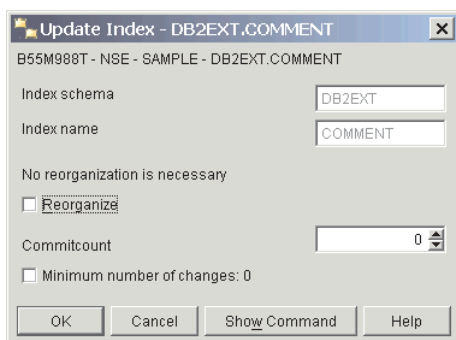 Update Index - DB2EXT.COMMENT
B55M988T - NSE - SAMPLE - DB2EXT.COMMENT
Index schema DB2EXT
Index name COMMENT
No reorganization is necessary
Reorganize
Commitcount 0
Minimum number of changes: 0
OK Cancel Show Command Help